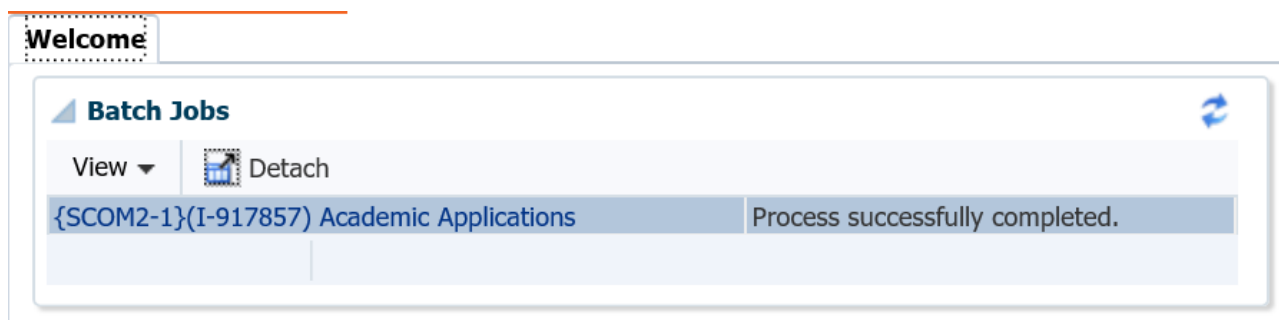 Welcome
Batch Jobs
View Detach
{SCOM2-1}(I-917857) Academic Applications Process successfully completed.